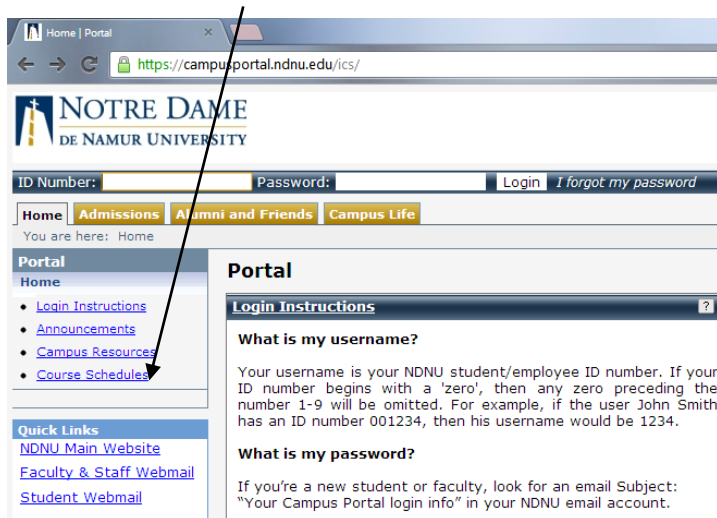 Home | Portal
https://campusportal.ndnu.edu/ics/
NOTRE DAME
DE NAMUR UNIVERSITY
ID Number: Password: Login I forgot my password
Home Admissions Alumni and Friends Campus Life
You are here: Home
Portal
Home
• Login Instructions
• Announcements
• Campus Resources
• Course Schedules
Quick Links
NDNU Main Website
Faculty & Staff Webmail
Student Webmail
Portal
Login Instructions ?
What is my username?
Your username is your NDNU student/employee ID number. If your
ID number begins with a 'zero', then any zero preceding the
number 1-9 will be omitted. For example, if the user John Smith
has an ID number 001234, then his username would be 1234.
What is my password?
If you're a new student or faculty, look for an email Subject:
“Your Campus Portal login info” in your NDNU email account.